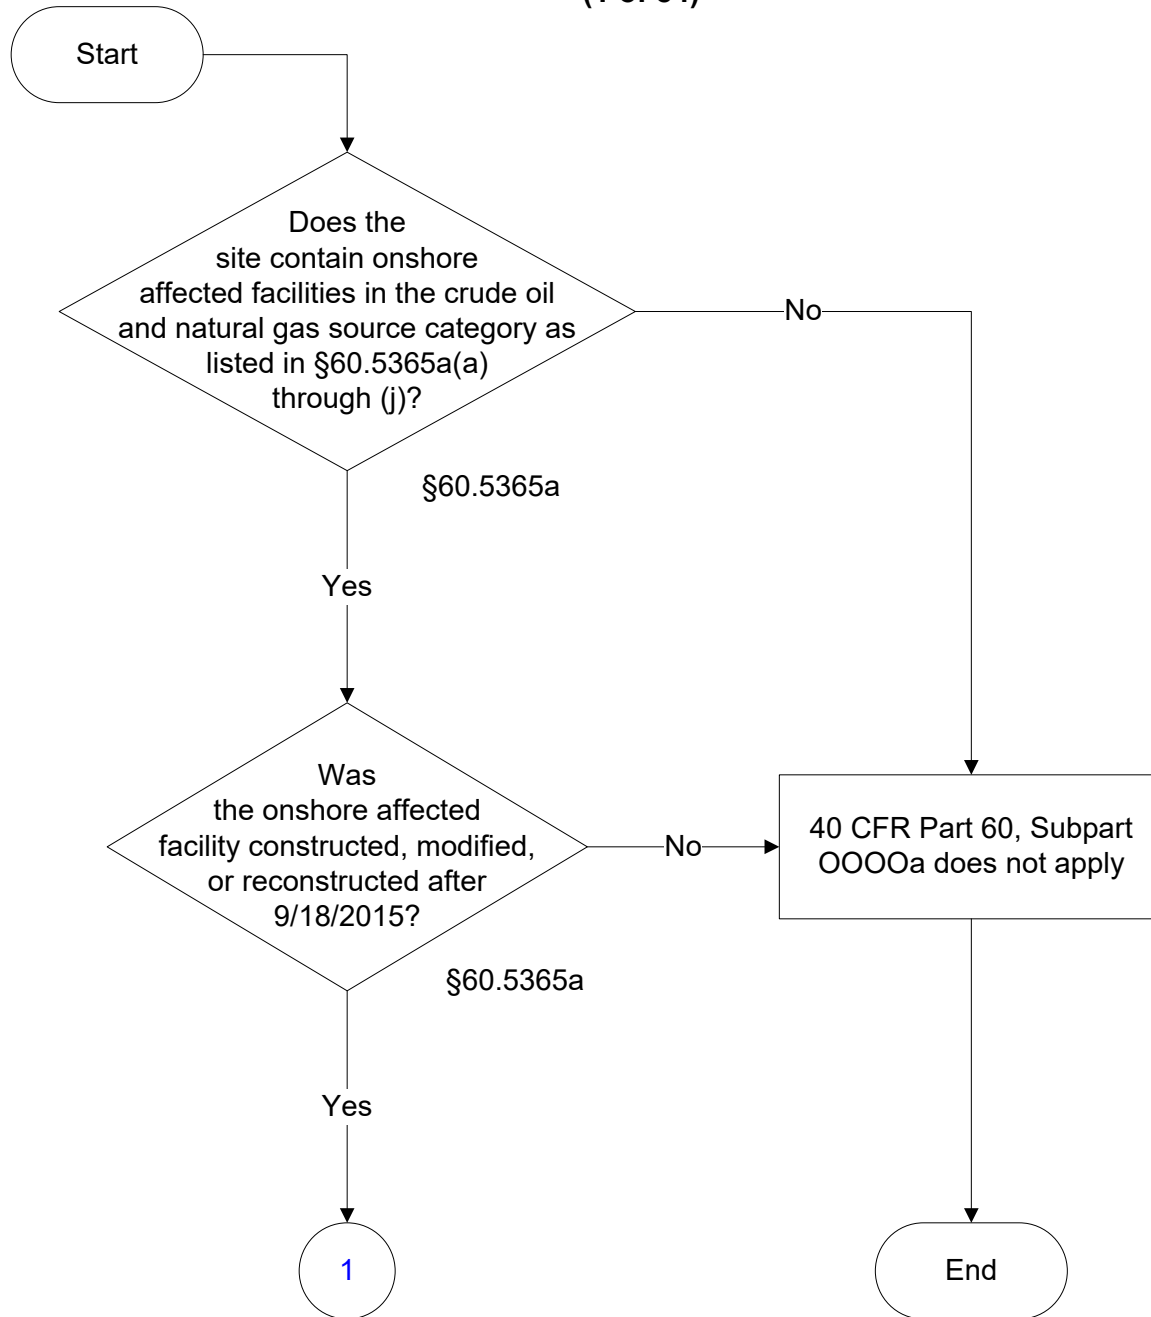 Start
Does the
site contain onshore
affected facilities in the crude oil
and natural gas source category as
listed in §60.5365a(a)
through (j)?
No
§60.5365a
Yes
Was
the onshore affected
facility constructed, modified,
or reconstructed after
9/18/2015?
No
40 CFR Part 60, Subpart
OOOOa does not apply
§60.5365a
Yes
1
End